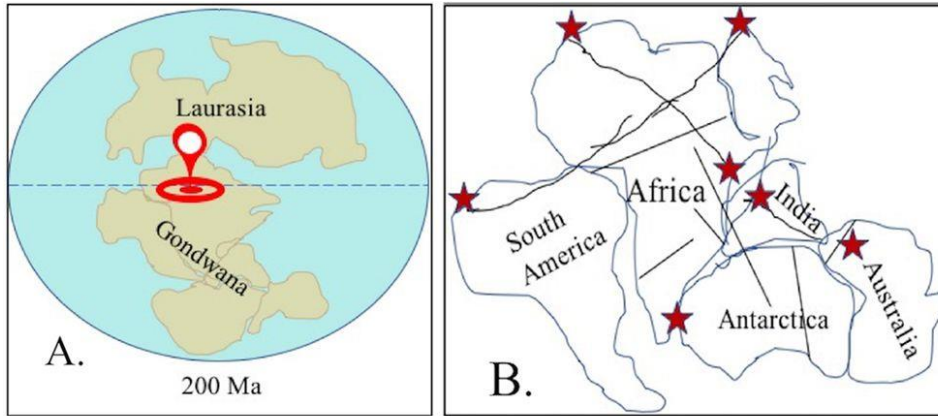 Laurasia
Gondwana
A.
200 Ma
Africa
India
South
America
Australia
Antarctica
B.